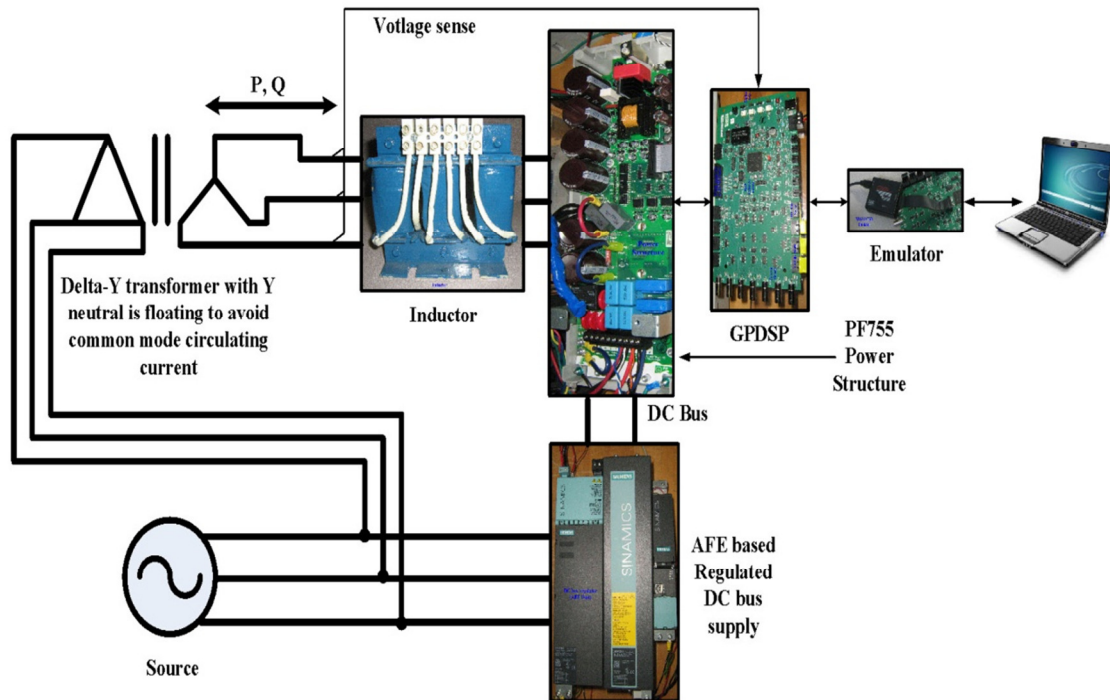 Votlage sense
P, Q
Delta-Y transformer with Y
neutral is floating to avoid
common mode circulating
current
Inductor
GPDSP
Emulator
PF755
Power
Structure
DC Bus
SINAMICS
SINAMICS
AFE based
Regulated
DC bus
supply
Source